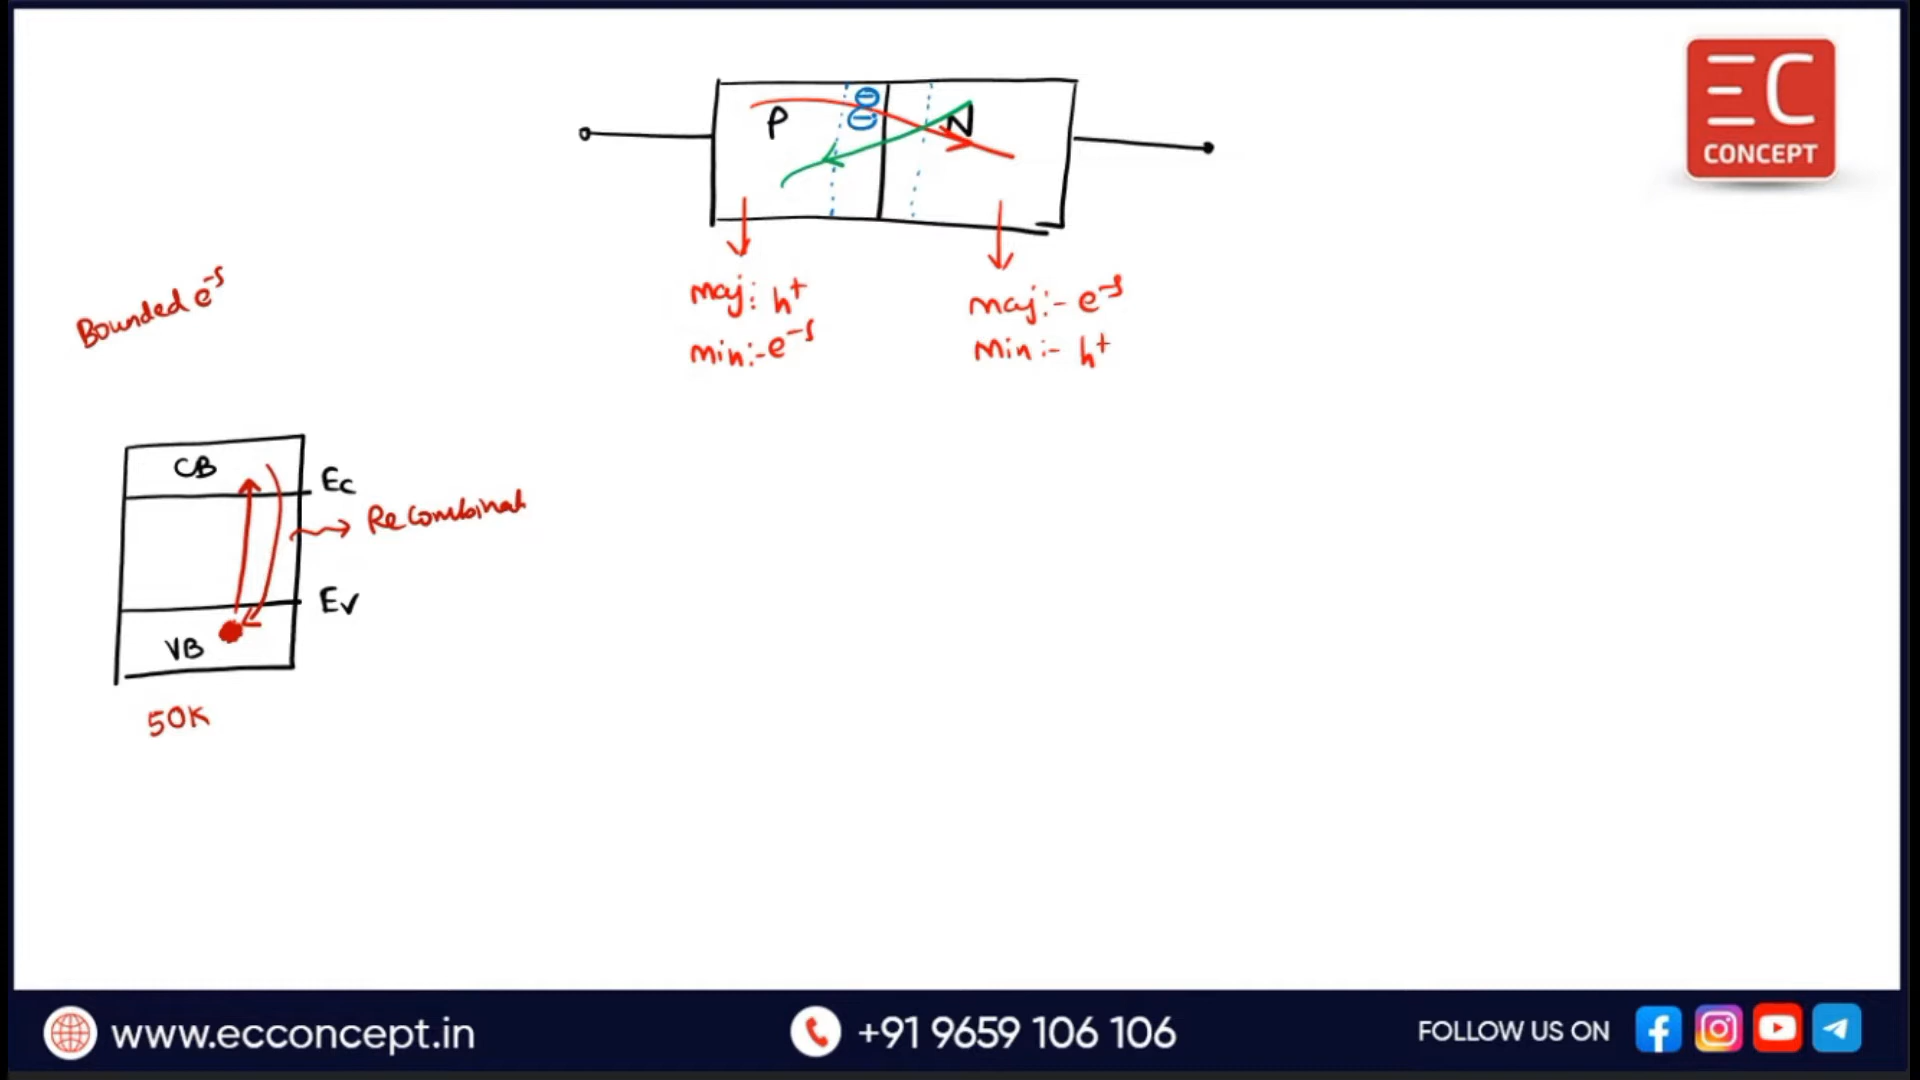 EC
CONCEPT
P
N
maj: h+
min:- e-s
maj:- e-s
min:- h+
Bounded e-s
CB
Ec
Recombinat
Ev
VB
50K
www.ecconcept.in
+91 9659 106 106
FOLLOW US ON